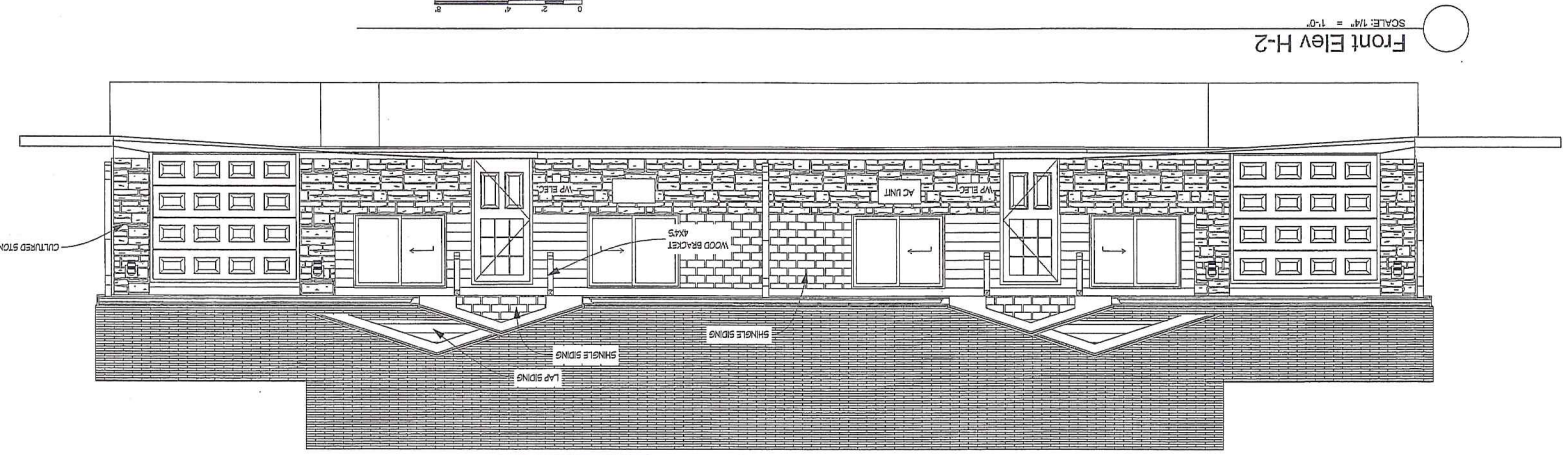 LAP SIDING
SHINGLE SIDING
SHINGLE SIDING
WOOD BRACKET
4X4'S
CULTURED STON
WP ELEC
AC UNIT
WP ELEC
Front Elev H-2
SCALE: 1/4" = 1'-0"
0 2' 4' 8'